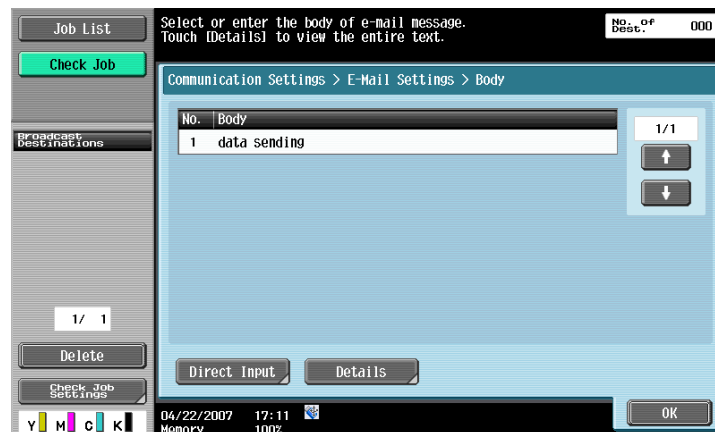 Job List
Check Job
Broadcast
Destinations
1/ 1
Delete
Check Job
Settings
Y M C K
Select or enter the body of e-mail message.
Touch [Details] to view the entire text.
No. of
Dest. 000
Communication Settings > E-Mail Settings > Body
No. Body
1 data sending
1/1
Direct Input
Details
04/22/2007 17:11
Memory 100%
OK